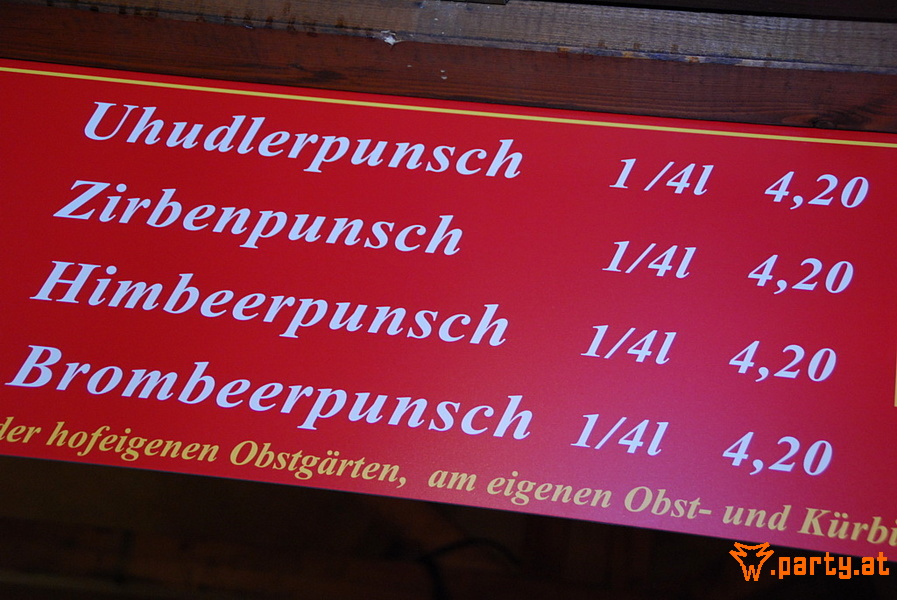 Uhudlerpunsch 1/4l 4,20
Zirbenpunsch 1/4l 4,20
Himbeerpunsch 1/4l 4,20
Brombeerpunsch 1/4l 4,20
der hofeigenen Obstgärten, am eigenen Obst- und Kürbi
W.party.at